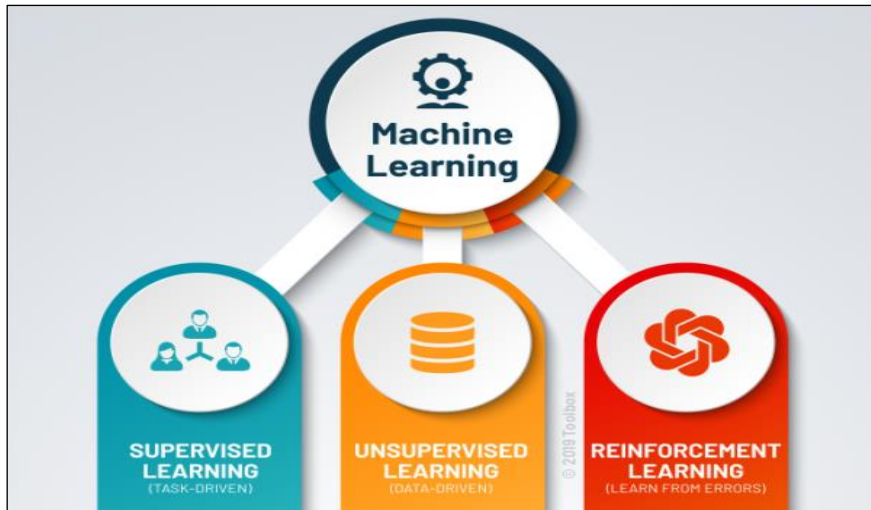 Machine
Learning
SUPERVISED
LEARNING
(TASK-DRIVEN)
UNSUPERVISED
LEARNING
(DATA-DRIVEN)
© 2019 Toolbox
REINFORCEMENT
LEARNING
(LEARN FROM ERRORS)